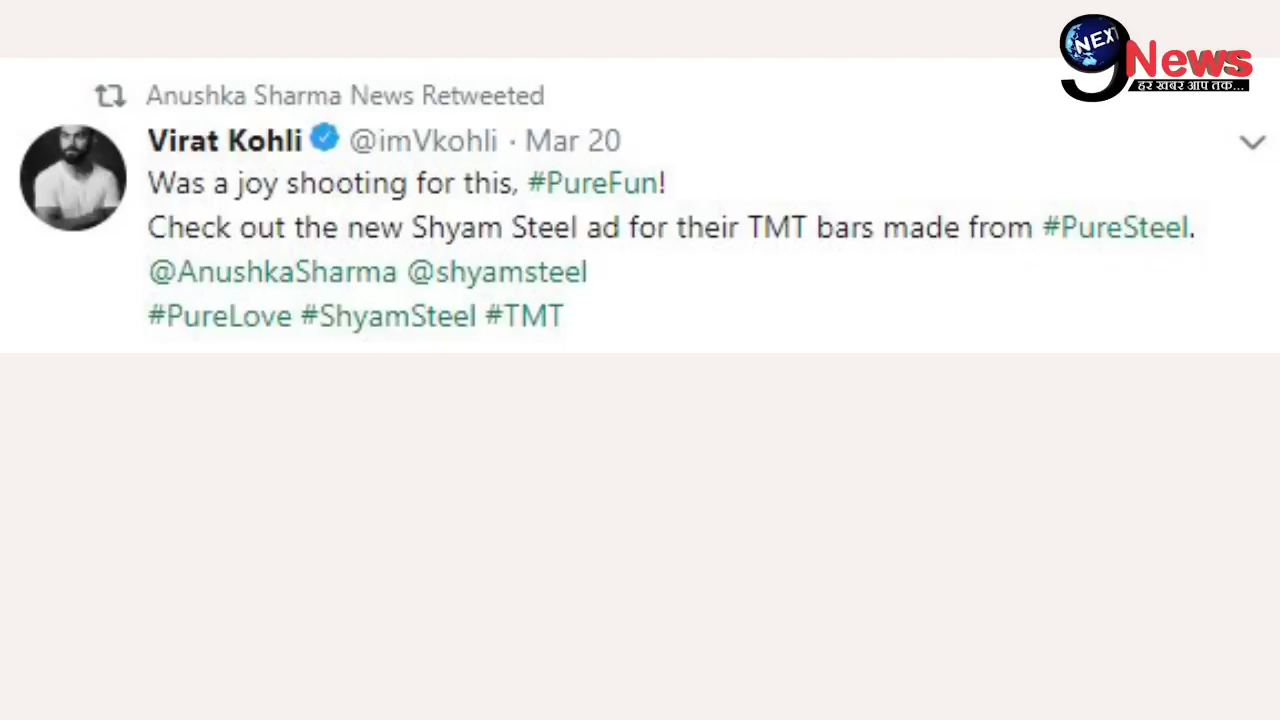 NEXT
9 News
हर खबर आप तक...
Anushka Sharma News Retweeted
Virat Kohli @imVkohli · Mar 20
Was a joy shooting for this, #PureFun!
Check out the new Shyam Steel ad for their TMT bars made from #PureSteel.
@AnushkaSharma @shyamsteel
#PureLove #ShyamSteel #TMT